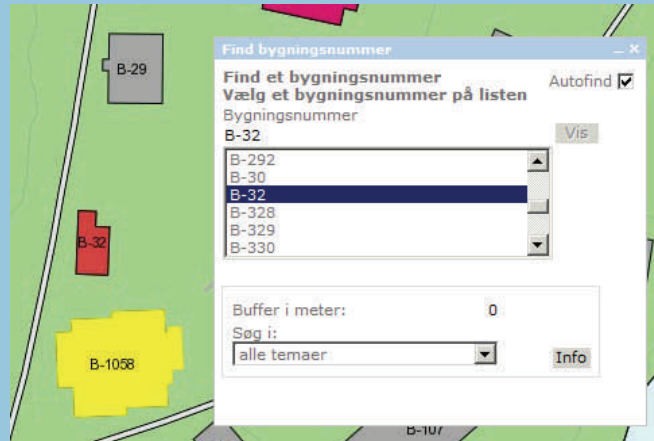 B-29
B-32
B-1058
B-107
Find bygningsnummer
Find et bygningsnummer
Vælg et bygningsnummer på listen
Autofind
Bygningsnummer
B-32
Vis
B-292
B-30
B-32
B-328
B-329
B-330
Buffer i meter: 0
Søg i:
alle temaer
Info